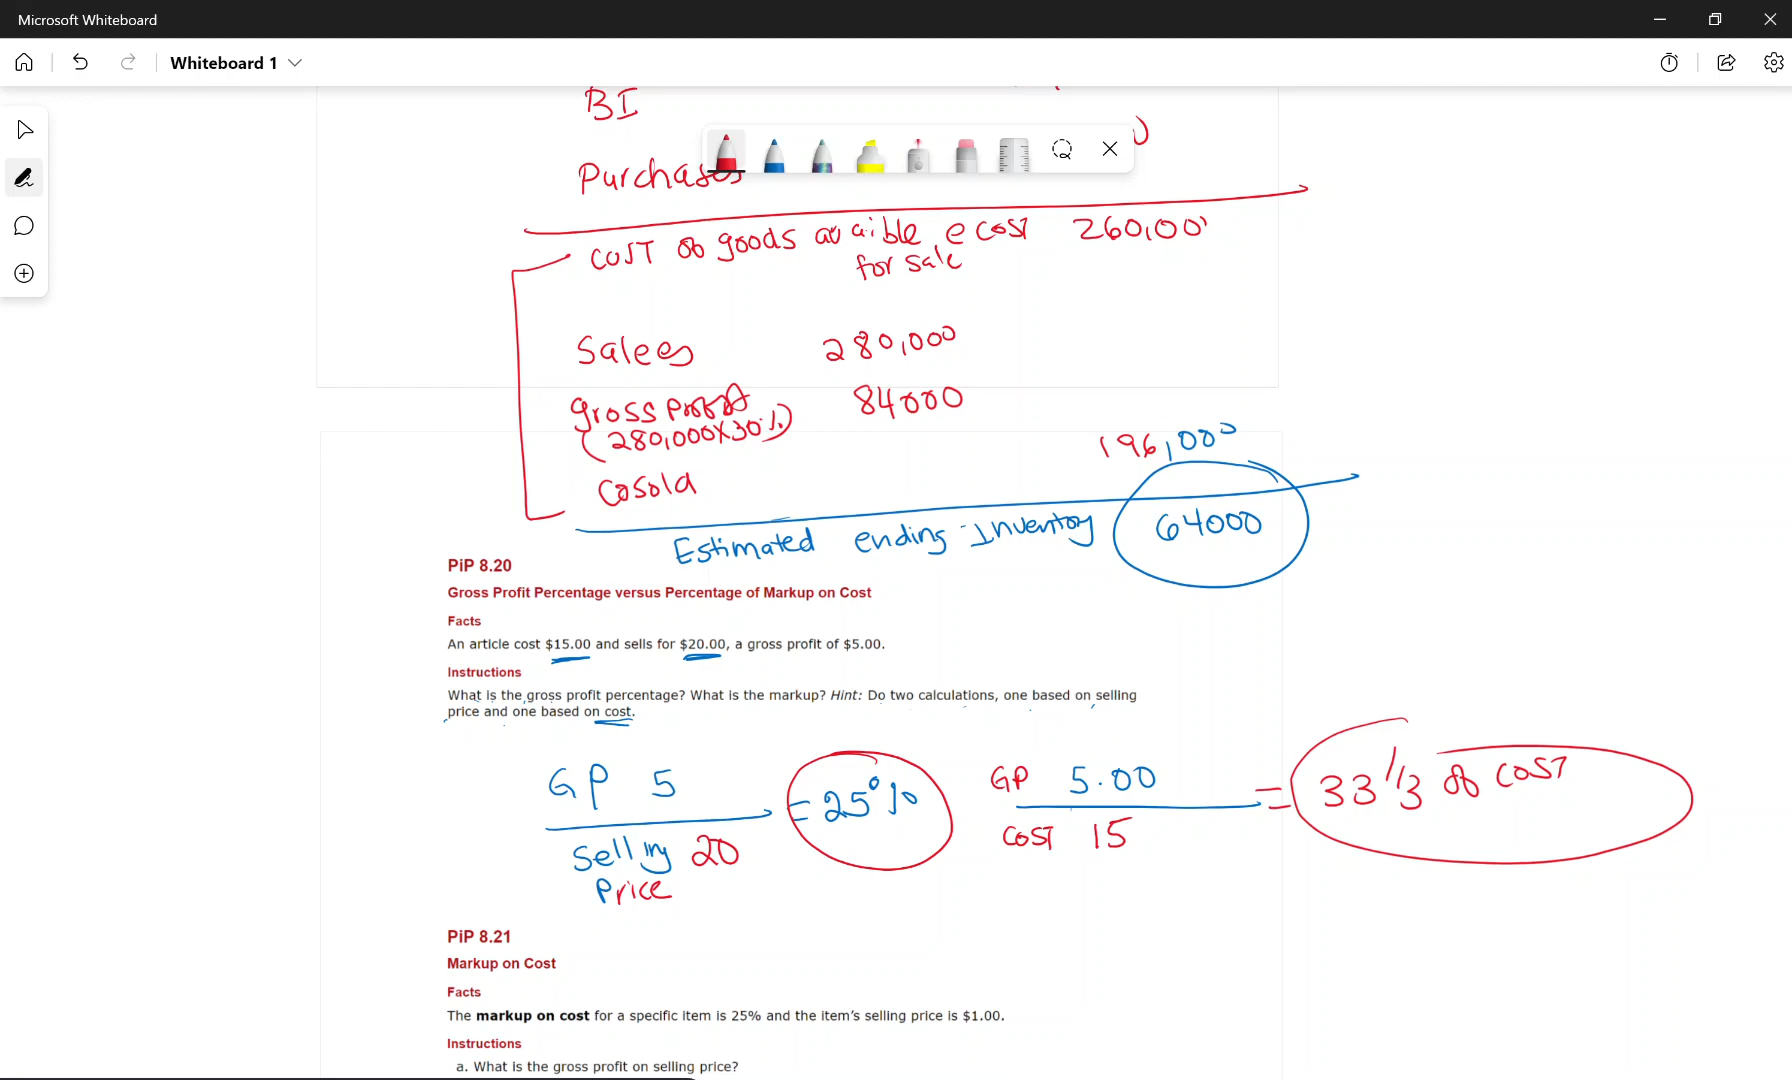 Microsoft Whiteboard
Whiteboard 1
BI
Purchases
COST OF goods avaible @ COST 260,00
for sale
Salees 280,000
gross Profit 84000
(280,000X30%)
196,000
Cosold
Estimated ending Inventory 64000
PiP 8.20
Gross Profit Percentage versus Percentage of Markup on Cost
Facts
An article cost $15.00 and sells for $20.00, a gross profit of $5.00.
Instructions
What is the gross profit percentage? What is the markup? Hint: Do two calculations, one based on selling
price and one based on cost.
GP 5
Selling 20
Price
= 25%
GP 5.00
COST 15
= 33 1/3 of COST
PiP 8.21
Markup on Cost
Facts
The markup on cost for a specific item is 25% and the item's selling price is $1.00.
Instructions
a. What is the gross profit on selling price?